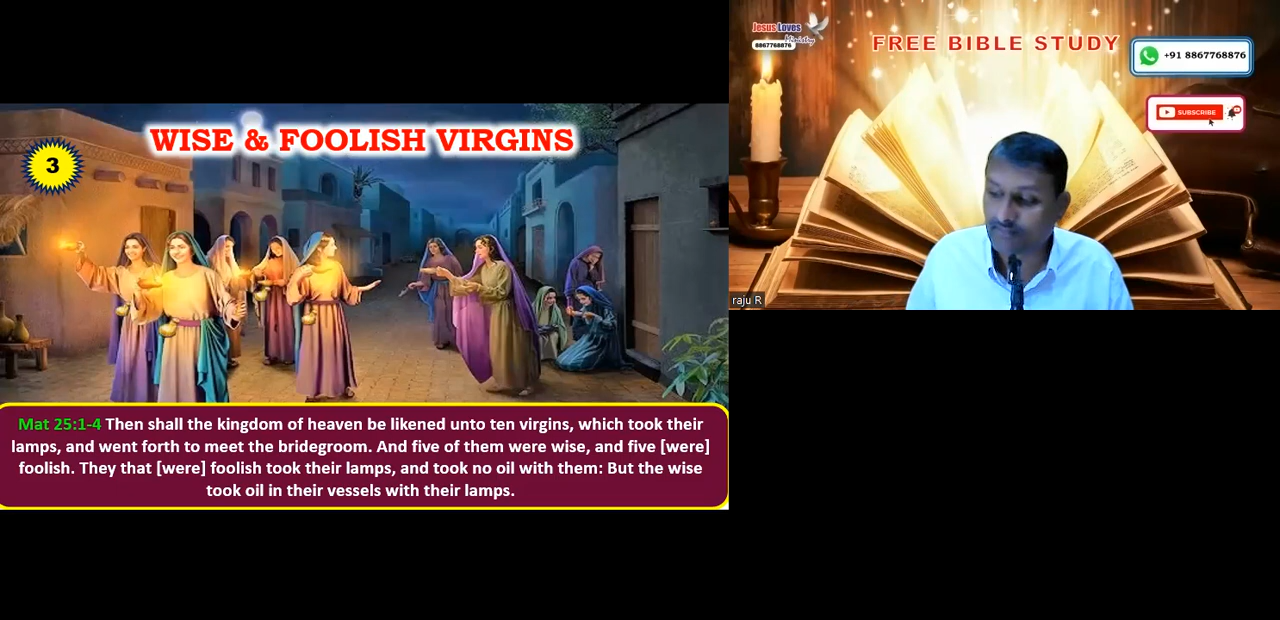 WISE & FOOLISH VIRGINS
3
Mat 25:1-4 Then shall the kingdom of heaven be likened unto ten virgins, which took their
lamps, and went forth to meet the bridegroom. And five of them were wise, and five [were]
foolish. They that [were] foolish took their lamps, and took no oil with them: But the wise
took oil in their vessels with their lamps.
Jesus Loves
Ministry
8867768876
FREE BIBLE STUDY
+91 8867768876
SUBSCRIBE
raju R